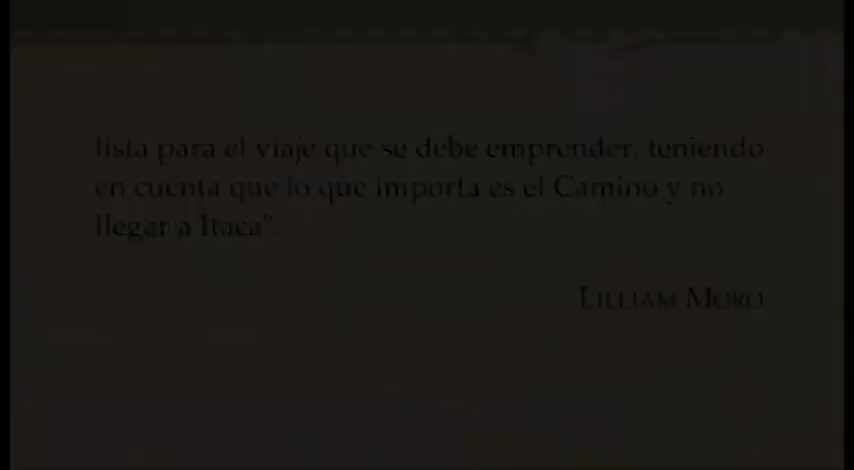 lista para el viaje que se debe emprender, teniendo
en cuenta que lo que importa es el Camino y no
llegar a Itaca".
LILLIAM MORO